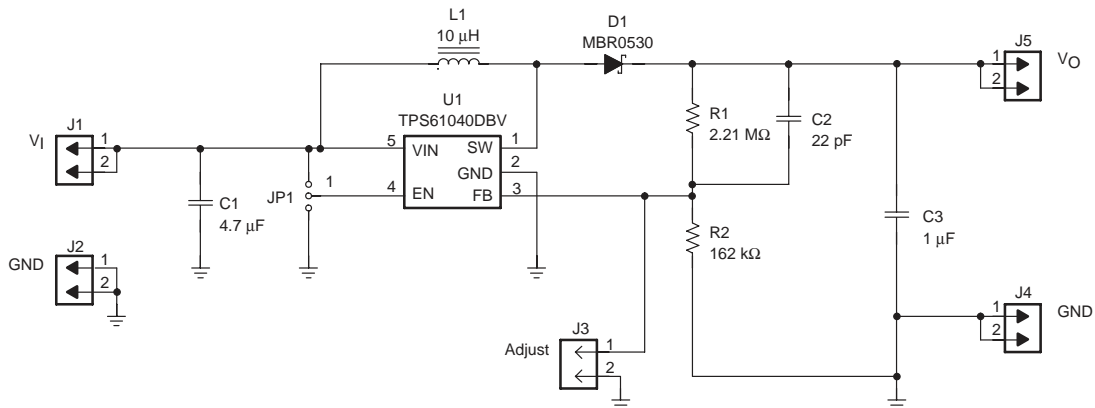 L1
10 μH
D1
MBR0530
J5
1
2
VO
U1
TPS61040DBV
J1
VI
1
2
5
VIN
SW
1
GND
2
4
EN
FB
3
R1
2.21 MΩ
C2
22 pF
JP1
1
C1
4.7 μF
R2
162 kΩ
C3
1 μF
J2
GND
1
2
J3
Adjust
1
2
J4
1
2
GND